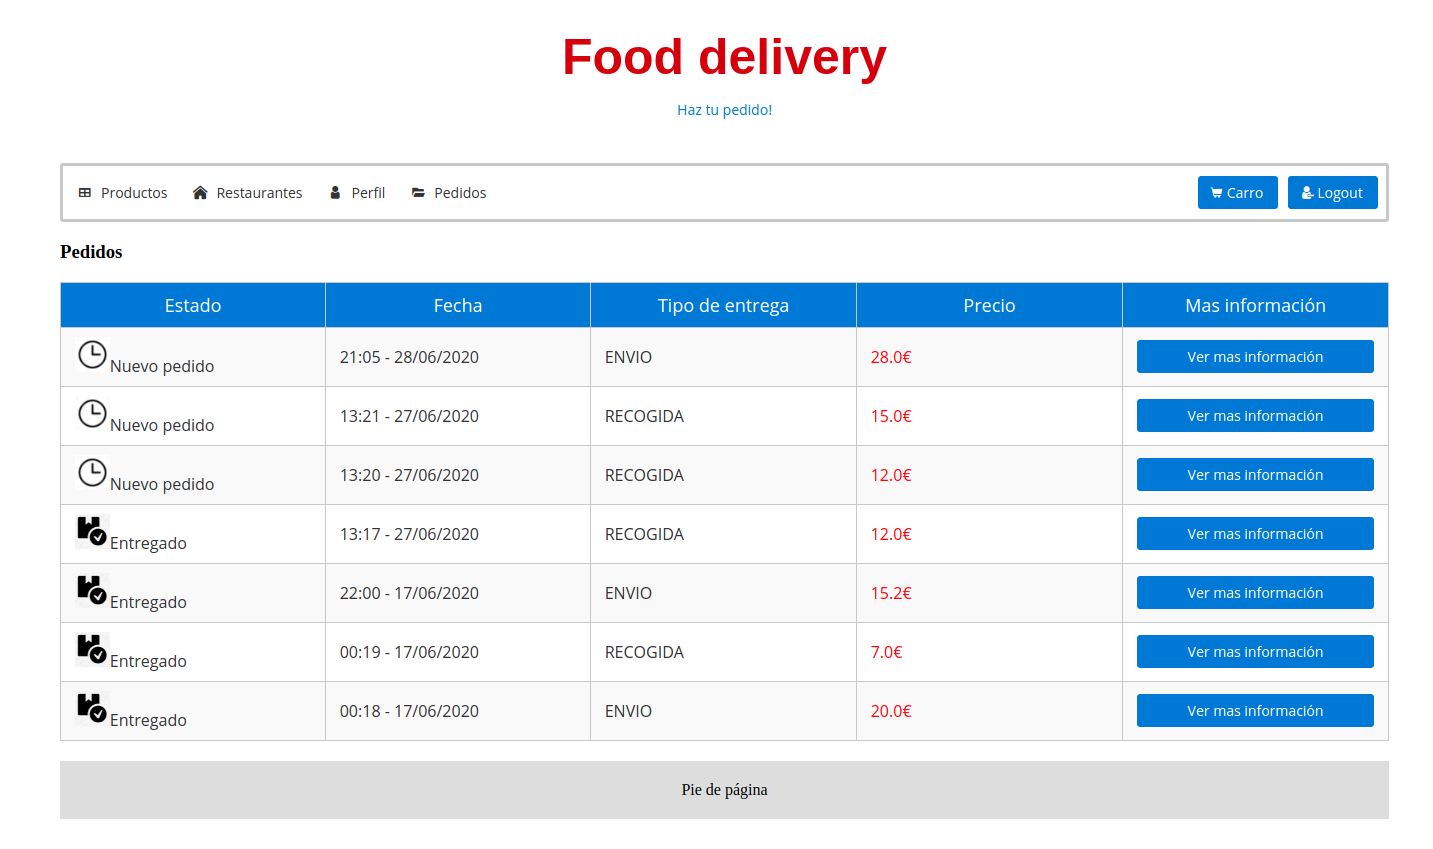 Food delivery
Haz tu pedido!
Productos Restaurantes Perfil Pedidos Carro Logout
Pedidos
Estado Fecha Tipo de entrega Precio Mas información
Nuevo pedido 21:05 - 28/06/2020 ENVIO 28.0€ Ver mas información
Nuevo pedido 13:21 - 27/06/2020 RECOGIDA 15.0€ Ver mas información
Nuevo pedido 13:20 - 27/06/2020 RECOGIDA 12.0€ Ver mas información
Entregado 13:17 - 27/06/2020 RECOGIDA 12.0€ Ver mas información
Entregado 22:00 - 17/06/2020 ENVIO 15.2€ Ver mas información
Entregado 00:19 - 17/06/2020 RECOGIDA 7.0€ Ver mas información
Entregado 00:18 - 17/06/2020 ENVIO 20.0€ Ver mas información
Pie de página